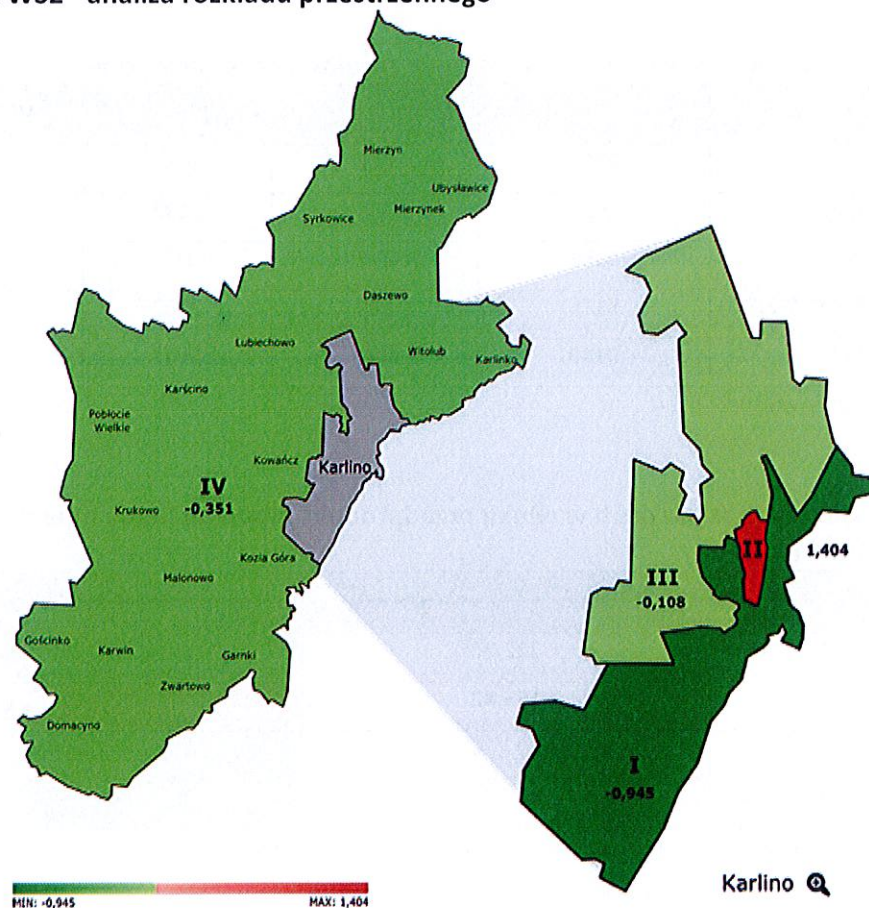 analiza rozkładu przestrzennego
Mierzyn
Ubysławice
Mierzynek
Syrkowice
Daszewo
Lubiechowo
Witolub
Karlinko
Karścino
Pobłocie
Wielkie
Kowańcz
Karlino
IV
-0,351
Krukowo
II
1,404
Kozia Góra
III
-0,108
Malonowo
Gościnko
Karwin
Garnki
Zwartowo
Domacyno
I
-0,945
Karlino
MIN: -0,945
MAX: 1,404